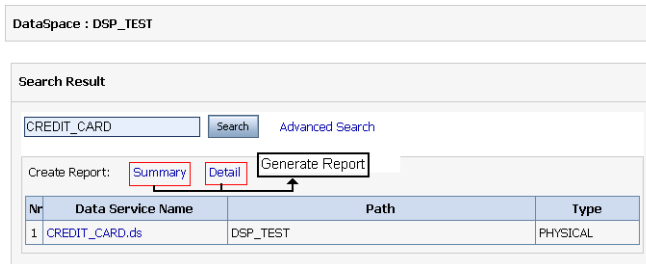 DataSpace : DSP_TEST
Search Result
CREDIT_CARD Search Advanced Search
Create Report: Summary Detail Generate Report
Nr Data Service Name Path Type
1 CREDIT_CARD.ds DSP_TEST PHYSICAL